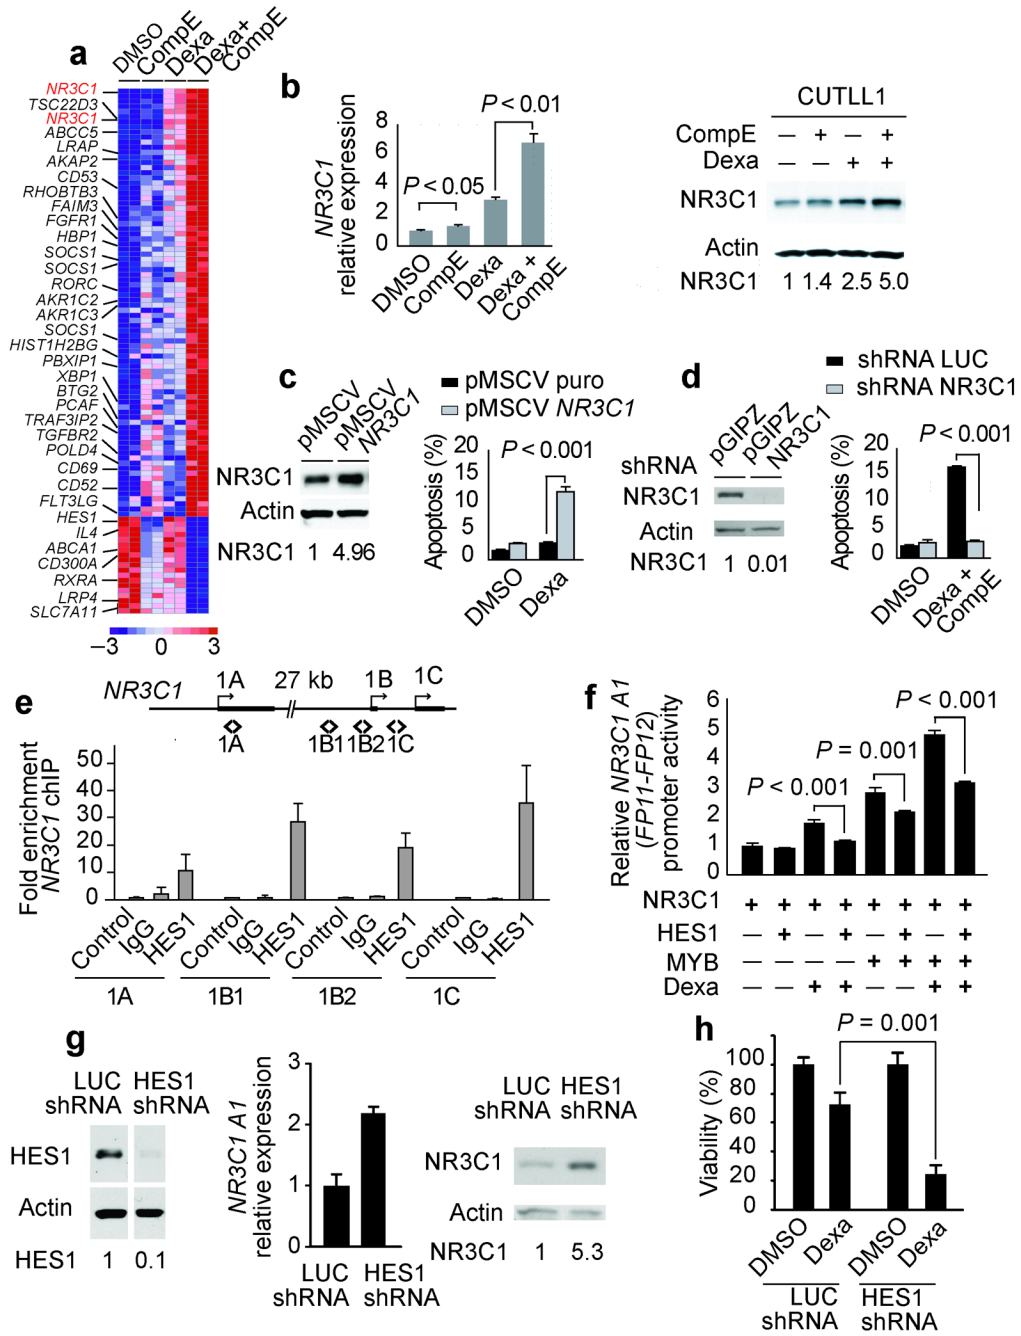 a
DMSO
CompE
Dexa
Dexa+
CompE
NR3C1
TSC22D3
NR3C1
ABCC5
LRAP
AKAP2
CD53
RHOBTB3
FAIM3
FGFR1
HBP1
SOCS1
SOCS1
RORC
AKR1C2
AKR1C3
SOCS1
HIST1H2BG
PBXIP1
XBP1
BTG2
PCAF
TRAF3IP2
TGFBR2
POLD4
CD69
CD52
FLT3LG
HES1
IL4
ABCA1
CD300A
RXRA
LRP4
SLC7A11
−3 0 3
b
NR3C1
relative expression
8
6
4
2
0
P < 0.05
P < 0.01
DMSO
CompE
Dexa
Dexa +
CompE
CUTLL1
CompE — + — +
Dexa — — + +
NR3C1
Actin
NR3C1 1 1.4 2.5 5.0
c
pMSCV
pMSCV
NR3C1
NR3C1
Actin
NR3C1 1 4.96
pMSCV puro
pMSCV NR3C1
Apoptosis (%)
20
15
10
5
0
P < 0.001
DMSO
Dexa
d
shRNA
pGIPZ
pGIPZ
NR3C1
NR3C1
Actin
NR3C1 1 0.01
shRNA LUC
shRNA NR3C1
Apoptosis (%)
20
15
10
5
0
P < 0.001
DMSO
Dexa +
CompE
e
NR3C1 1A 27 kb 1B 1C
1A 1B1 1B2 1C
Fold enrichment
NR3C1 chIP
50
40
30
20
10
0
Control IgG HES1 Control IgG HES1 Control IgG HES1 Control IgG HES1
1A 1B1 1B2 1C
f
Relative NR3C1 A1
(FP11-FP12)
promoter activity
6
5
4
3
2
1
0
P < 0.001
P = 0.001
P < 0.001
NR3C1 + + + + + + + +
HES1 — + — + — + — +
MYB — — — — + + + +
Dexa — — + + — — + +
g
LUC HES1
shRNA shRNA
HES1
Actin
HES1 1 0.1
NR3C1 A1
relative expression
3
2
1
0
LUC
shRNA
HES1
shRNA
LUC HES1
shRNA shRNA
NR3C1
Actin
NR3C1 1 5.3
h
P = 0.001
Viability (%)
100
80
60
40
20
0
DMSO Dexa DMSO Dexa
LUC HES1
shRNA shRNA